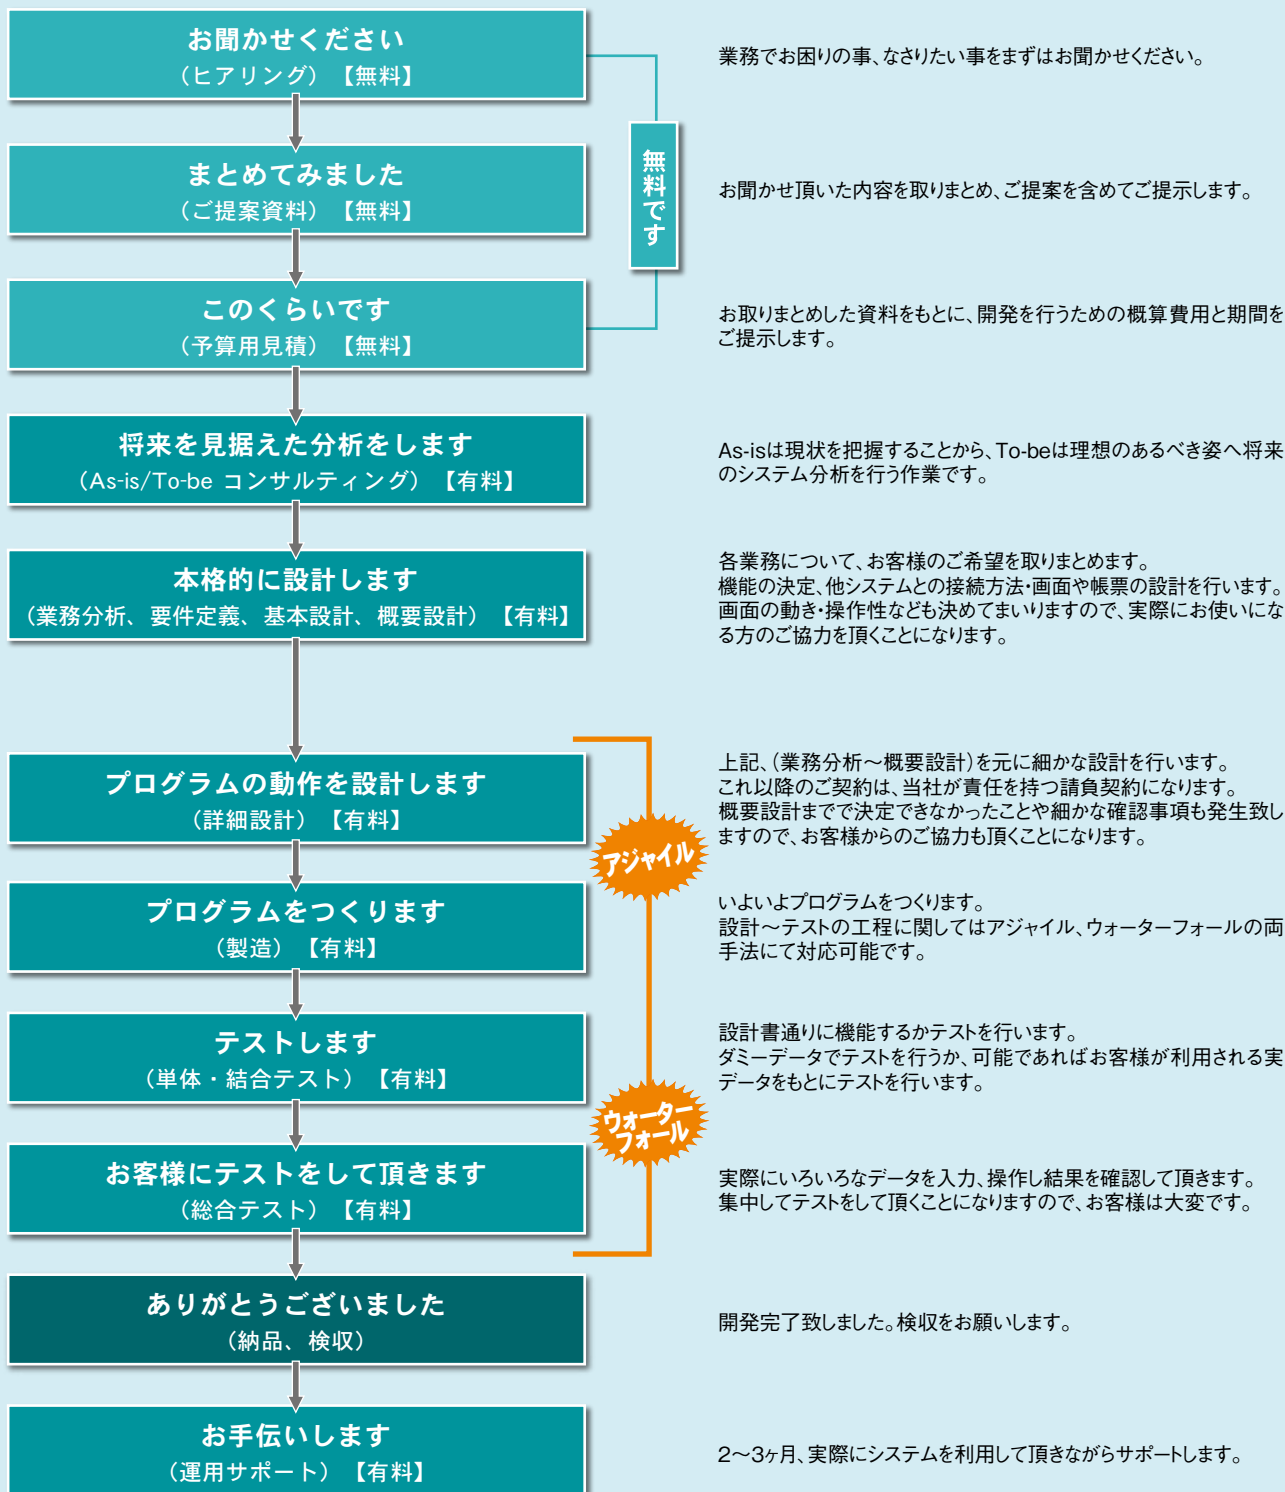 お聞かせください
（ヒアリング）【無料】
業務でお困りの事、なさりたい事をまずはお聞かせください。
無料です
まとめてみました
（ご提案資料）【無料】
お聞かせ頂いた内容を取りまとめ、ご提案を含めてご提示します。
このくらいです
（予算用見積）【無料】
お取りまとめした資料をもとに、開発を行うための概算費用と期間を
ご提示します。
将来を見据えた分析をします
（As-is/To-be コンサルティング）【有料】
As-isは現状を把握することから、To-beは理想のあるべき姿へ将来
のシステム分析を行う作業です。
本格的に設計します
（業務分析、要件定義、基本設計、概要設計）【有料】
各業務について、お客様のご希望を取りまとめます。
機能の決定、他システムとの接続方法・画面や帳票の設計を行います。
画面の動き・操作性なども決めてまいりますので、実際にお使いにな
る方のご協力を頂くことになります。
プログラムの動作を設計します
（詳細設計）【有料】
上記、（業務分析～概要設計）を元に細かな設計を行います。
これ以降のご契約は、当社が責任を持つ請負契約になります。
概要設計までで決定できなかったことや細かな確認事項も発生致し
ますので、お客様からのご協力も頂くことになります。
アジャイル
プログラムをつくります
（製造）【有料】
いよいよプログラムをつくります。
設計～テストの工程に関してはアジャイル、ウォーターフォールの両
手法にて対応可能です。
テストします
（単体・結合テスト）【有料】
設計書通りに機能するかテストを行います。
ダミーデータでテストを行うか、可能であればお客様が利用される実
データをもとにテストを行います。
ウォーター
フォール
お客様にテストをして頂きます
（総合テスト）【有料】
実際にいろいろなデータを入力、操作し結果を確認して頂きます。
集中してテストをして頂くことになりますので、お客様は大変です。
ありがとうございました
（納品、検収）
開発完了致しました。検収をお願いします。
お手伝いします
（運用サポート）【有料】
2～3ヶ月、実際にシステムを利用して頂きながらサポートします。